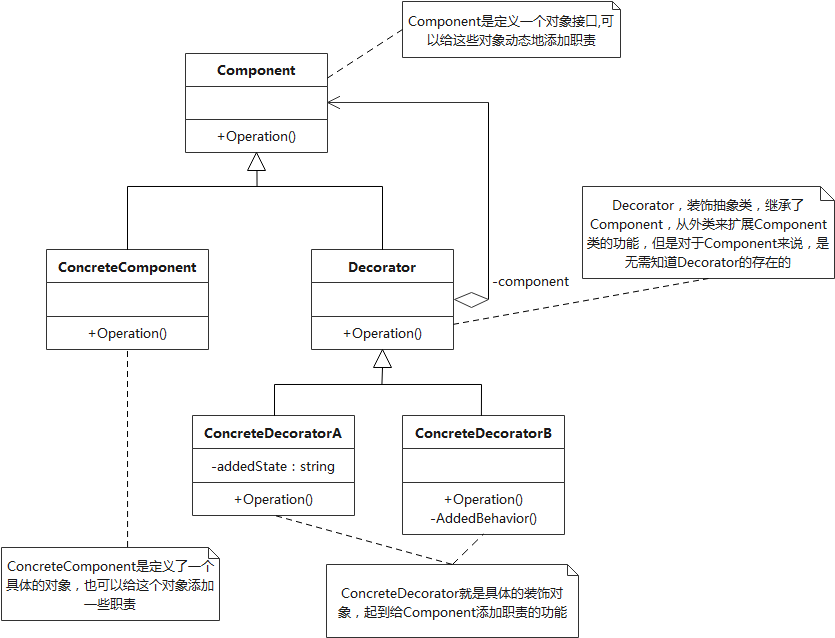 Component是定义一个对象接口,可
以给这些对象动态地添加职责
Component
+Operation()
Decorator，装饰抽象类，继承了
Component，从外类来扩展Component
类的功能，但是对于Component来说，是
无需知道Decorator的存在的
ConcreteComponent
+Operation()
Decorator
+Operation()
-component
ConcreteDecoratorA
-addedState：string
+Operation()
ConcreteDecoratorB
+Operation()
-AddedBehavior()
ConcreteComponent是定义了一个
具体的对象，也可以给这个对象添加
一些职责
ConcreteDecorator就是具体的装饰对
象，起到给Component添加职责的功能